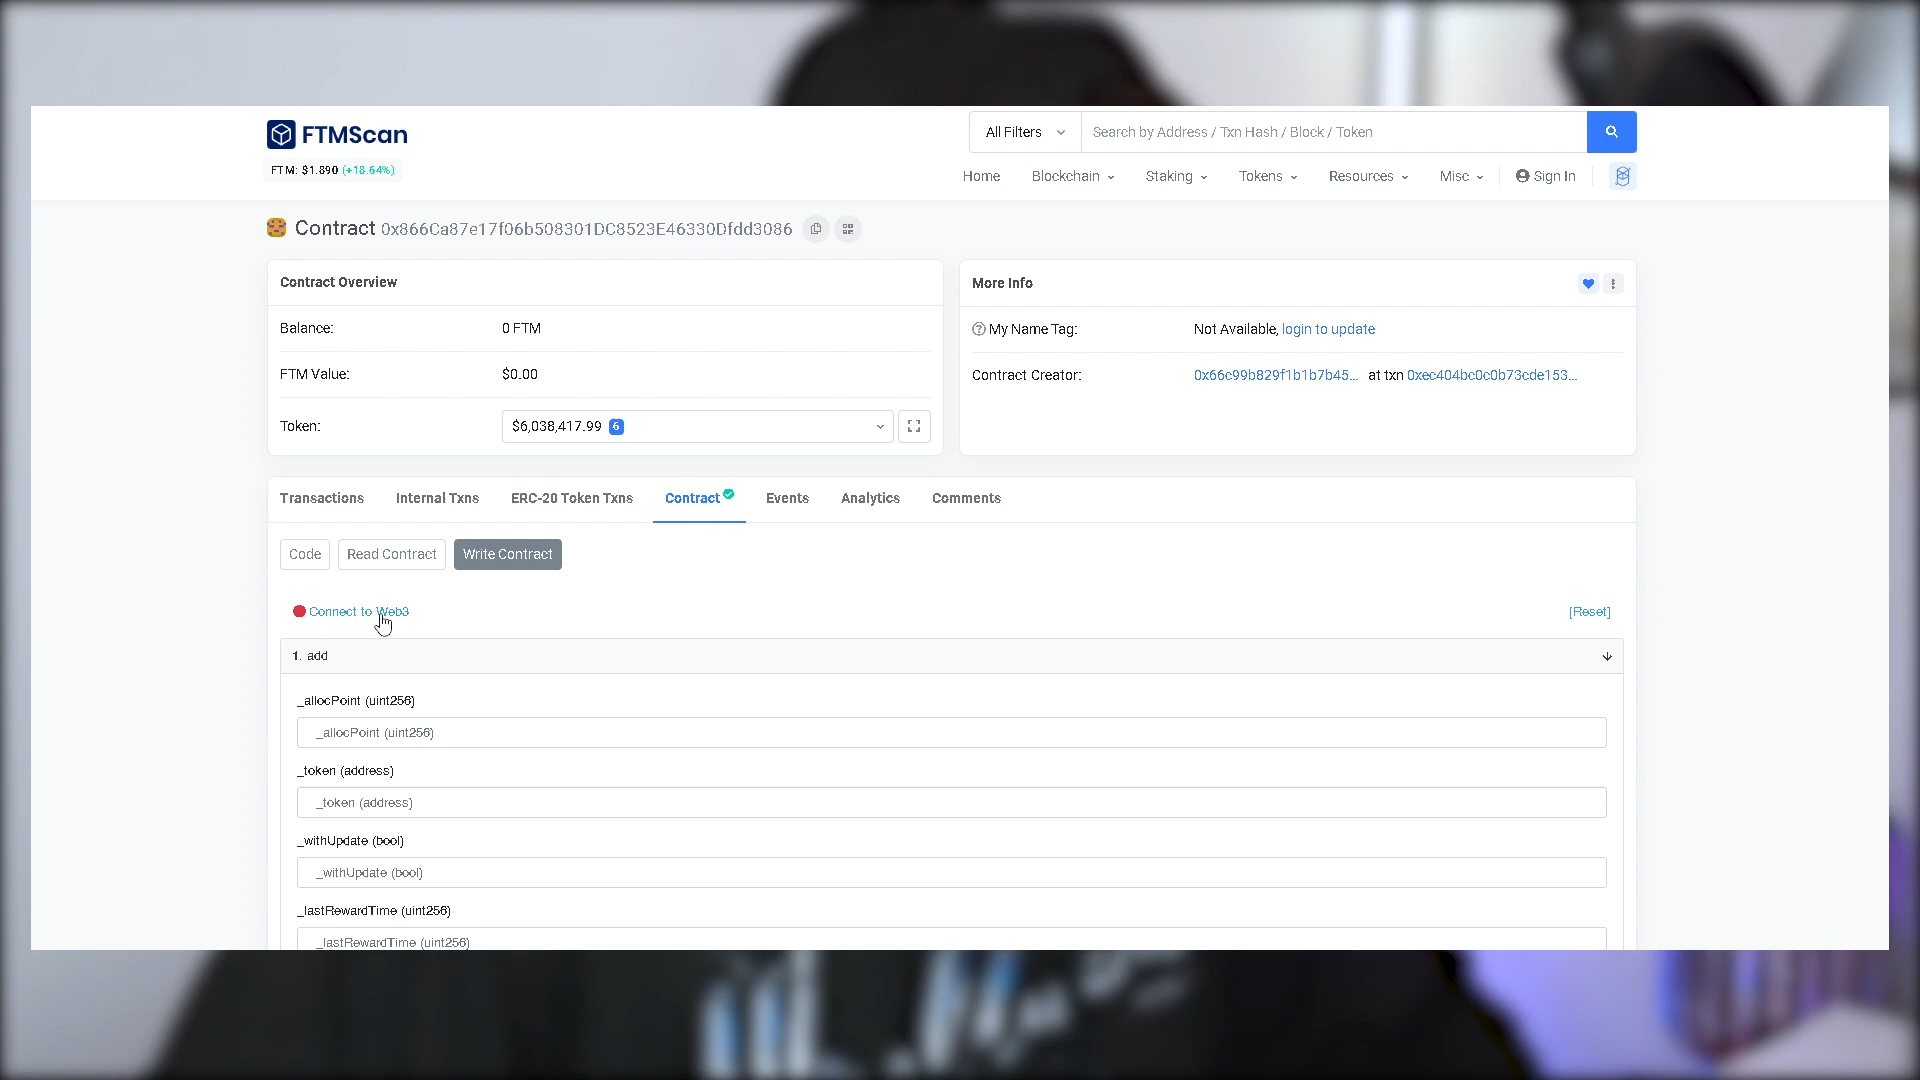 FTMScan
All Filters
Search by Address / Txn Hash / Block / Token
FTM: $1.890 (+18.64%)
Home Blockchain Staking Tokens Resources Misc Sign In
Contract 0x866Ca87e17f06b508301DC8523E46330Dfdd3086
Contract Overview
Balance: 0 FTM
FTM Value: $0.00
Token: $6,038,417.99 6
More Info
My Name Tag: Not Available, login to update
Contract Creator: 0x66c99b829f1b1b7b45... at txn 0xec404bc0c0b73cde153...
Transactions Internal Txns ERC-20 Token Txns Contract Events Analytics Comments
Code Read Contract Write Contract
Connect to Web3 [Reset]
1. add
_allocPoint (uint256)
_allocPoint (uint256)
_token (address)
_token (address)
_withUpdate (bool)
_withUpdate (bool)
_lastRewardTime (uint256)
_lastRewardTime (uint256)